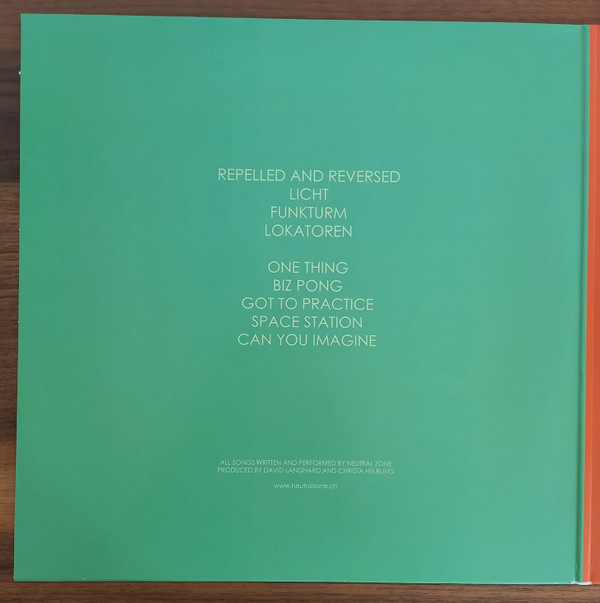 REPELLED AND REVERSED
LICHT
FUNKTURM
LOKATOREN
ONE THING
BIZ PONG
GOT TO PRACTICE
SPACE STATION
CAN YOU IMAGINE
ALL SONGS WRITTEN AND PERFORMED BY NEUTRAL ZONE
PRODUCED BY DAVID LANGHARD AND CHRISTA HELBLING
www.neutralzone.ch